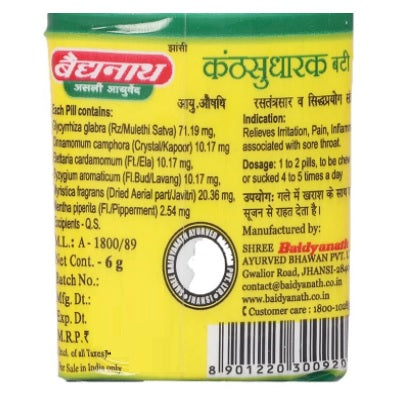 झाँसी
बैद्यनाथ
असली आयुर्वेद
Each Pill contains:
Glycyrrhiza glabra (Rz/Mulethi Satva) 71.19 mg,
Cinnamomum camphora (Crystal/Kapoor) 10.17 mg,
Elettaria cardamomum (Ft/Ela) 10.17 mg,
Syzygium aromaticum (Fl.Bud/Lavang) 10.17 mg,
Myristica fragrans (Dried Aerial part/Javitri) 20.36 mg,
Mentha piperita (Fl/Pipperment) 2.54 mg
Excipients - Q.S.
M.L.: A - 1800/89
Net Cont. - 6 g
Batch No.:
Mfg. Dt.:
Exp. Dt.
M.R.P.₹
of all Taxes
For Sale in India only
कंठसुधारक बटी
आयु.औषधि
रसतंत्रसार व सिद्धप्रयोग
Indication:
Relieves Irritation, Pain,
associated with sore throat.
Dosage: 1 to 2 pills, to be
or sucked 4 to 5 times a day
उपयोग: गले में खराश के साथ
सूजन से राहत देता है।
Manufactured by:
SHREE Baidyanath
AYURVED BHAWAN PVT.
Gwalior Road, JHANSI-
contact@baidyanath.co.in
www.baidyanath.co.in
Customer care: 1800-
8 901220 300920